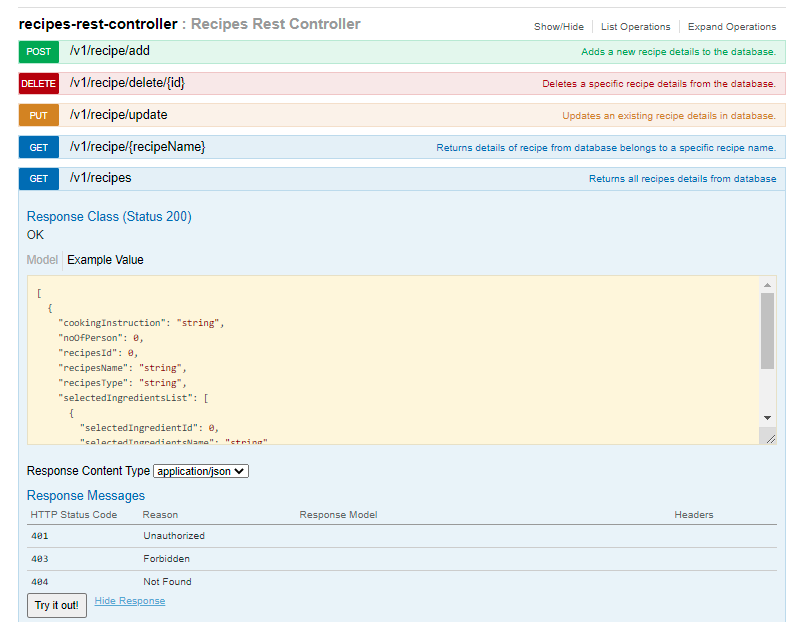 recipes-rest-controller : Recipes Rest Controller
Show/Hide List Operations Expand Operations
POST /v1/recipe/add Adds a new recipe details to the database.
DELETE /v1/recipe/delete/{id} Deletes a specific recipe details from the database.
PUT /v1/recipe/update Updates an existing recipe details in database.
GET /v1/recipe/{recipeName} Returns details of recipe from database belongs to a specific recipe name.
GET /v1/recipes Returns all recipes details from database
Response Class (Status 200)
OK
Model Example Value
[
{
"cookingInstruction": "string",
"noOfPerson": 0,
"recipesId": 0,
"recipesName": "string",
"recipesType": "string",
"selectedIngredientsList": [
{
"selectedIngredientId": 0,
"selectedIngredientsName": "string"
Response Content Type application/json
Response Messages
HTTP Status Code Reason Response Model Headers
401 Unauthorized
403 Forbidden
404 Not Found
Try it out! Hide Response